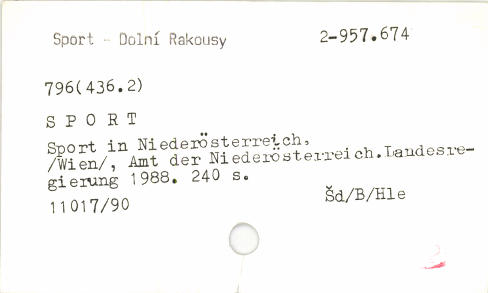 Sport - Dolní Rakousy 2-957.674
796(436.2)
S P O R T
Sport in Niederösterreich,
/Wien/, Amt der Niederösterreich.Landesre-
gierung 1988. 240 s.
11017/90 Šd/B/Hle